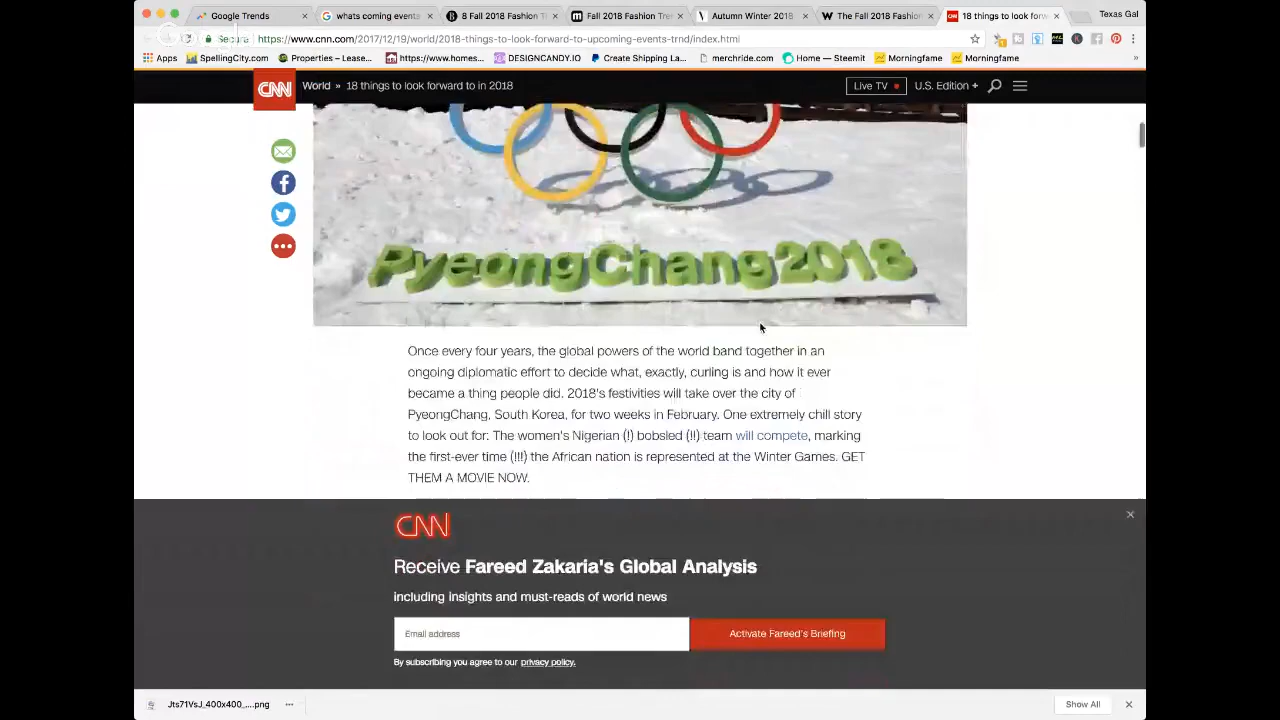 Google Trends
whats coming events
8 Fall 2018 Fashion T
Fall 2018 Fashion Tre
Autumn Winter 2018
The Fall 2018 Fashion
18 things to look forw
Texas Gal
Secure
https://www.cnn.com/2017/12/19/world/2018-things-to-look-forward-to-upcoming-events-trnd/index.html
Apps
SpellingCity.com
Properties – Lease...
https://www.homes...
DESIGNCANDY.IO
Create Shipping La...
merchride.com
Home — Steemit
Morningfame
Morningfame
»
CNN
World » 18 things to look forward to in 2018
Live TV
U.S. Edition +
PyeongChang2018
Once every four years, the global powers of the world band together in an
ongoing diplomatic effort to decide what, exactly, curling is and how it ever
became a thing people did. 2018's festivities will take over the city of
PyeongChang, South Korea, for two weeks in February. One extremely chill story
to look out for: The women's Nigerian (!) bobsled (!!) team will compete, marking
the first-ever time (!!!) the African nation is represented at the Winter Games. GET
THEM A MOVIE NOW.
CNN
Receive Fareed Zakaria's Global Analysis
including insights and must-reads of world news
Email address
Activate Fareed's Briefing
By subscribing you agree to our privacy policy.
Jts71VsJ_400x400_....png
Show All